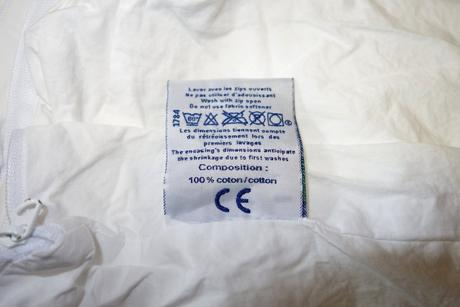 Laver avec les zips ouverts
Ne pas utiliser d'adoucissant
Wash with zip open
Do not use fabric softener
1784
60
Les dimensions tiennent compte
du rétrécissement lors des
premiers lavages
The encasing's dimensions anticipate
the shrinkage due to first washes
Composition :
100 % coton/cotton
CE